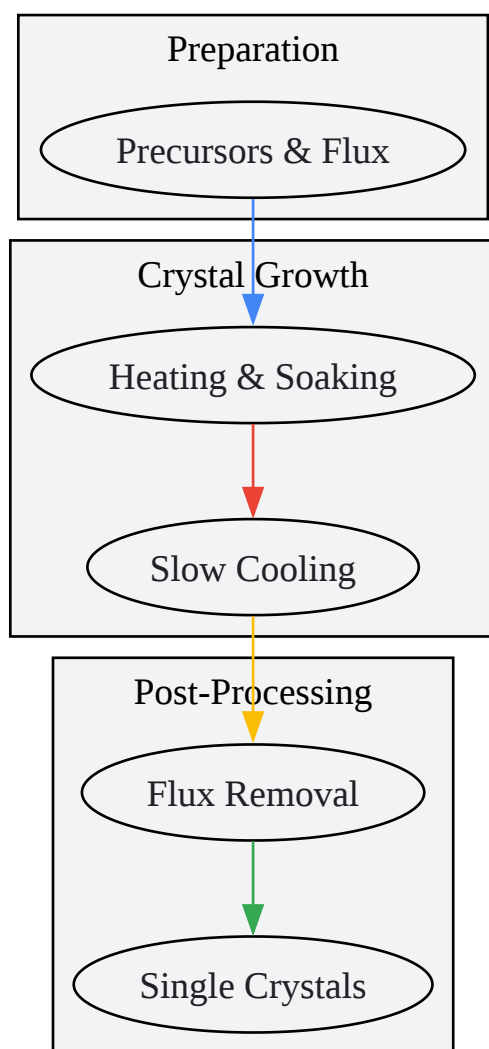 Preparation
Precursors & Flux
Crystal Growth
Heating & Soaking
Slow Cooling
Post-Processing
Flux Removal
Single Crystals